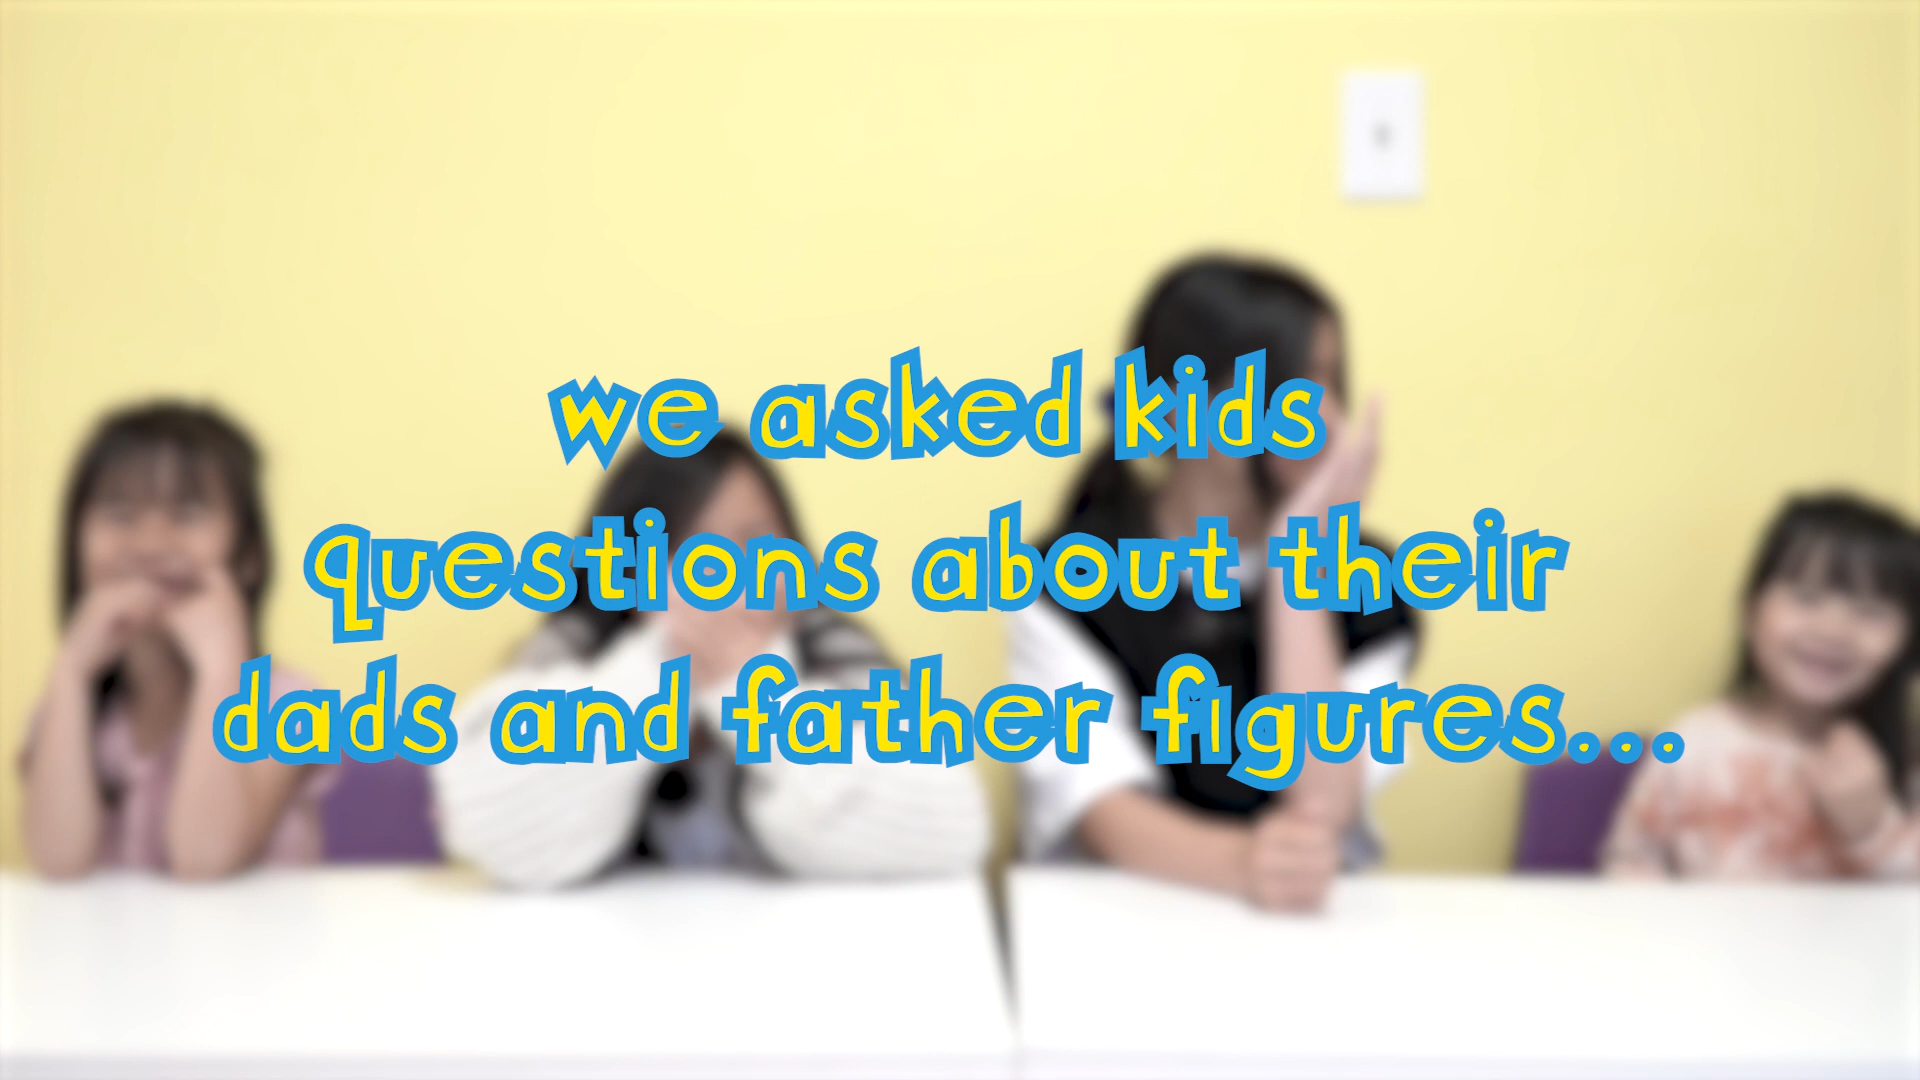 we asked kids
questions about their
dads and father figures...